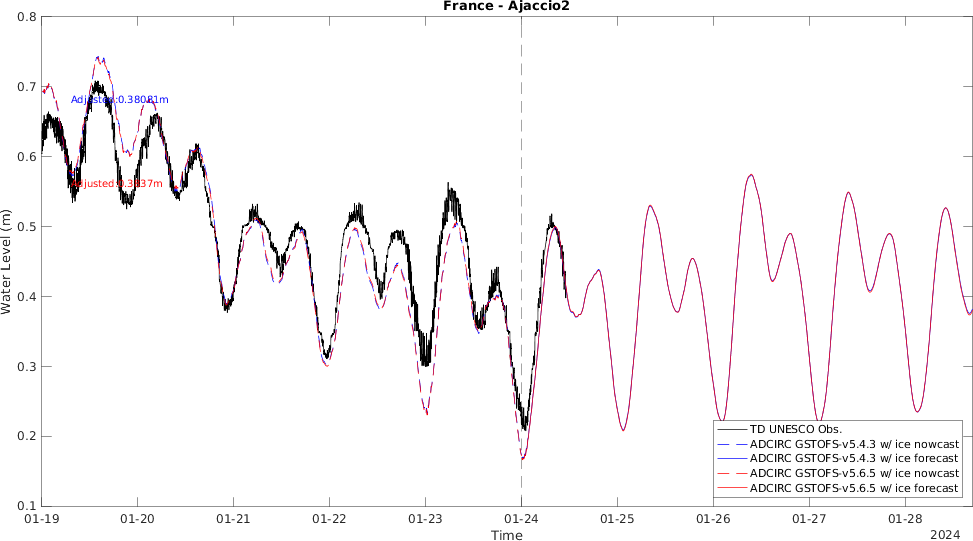 France - Ajaccio2
0.8
0.7
0.6
0.5
0.4
0.3
0.2
0.1
Water Level (m)
Adjusted:0.38031m
TD UNESCO Obs.
ADCIRC GSTOFS-v5.4.3 w/ ice nowcast
ADCIRC GSTOFS-v5.4.3 w/ ice forecast
ADCIRC GSTOFS-v5.6.5 w/ ice nowcast
ADCIRC GSTOFS-v5.6.5 w/ ice forecast
01-19 01-20 01-21 01-22 01-23 01-24 01-25 01-26 01-27 01-28
Time
2024